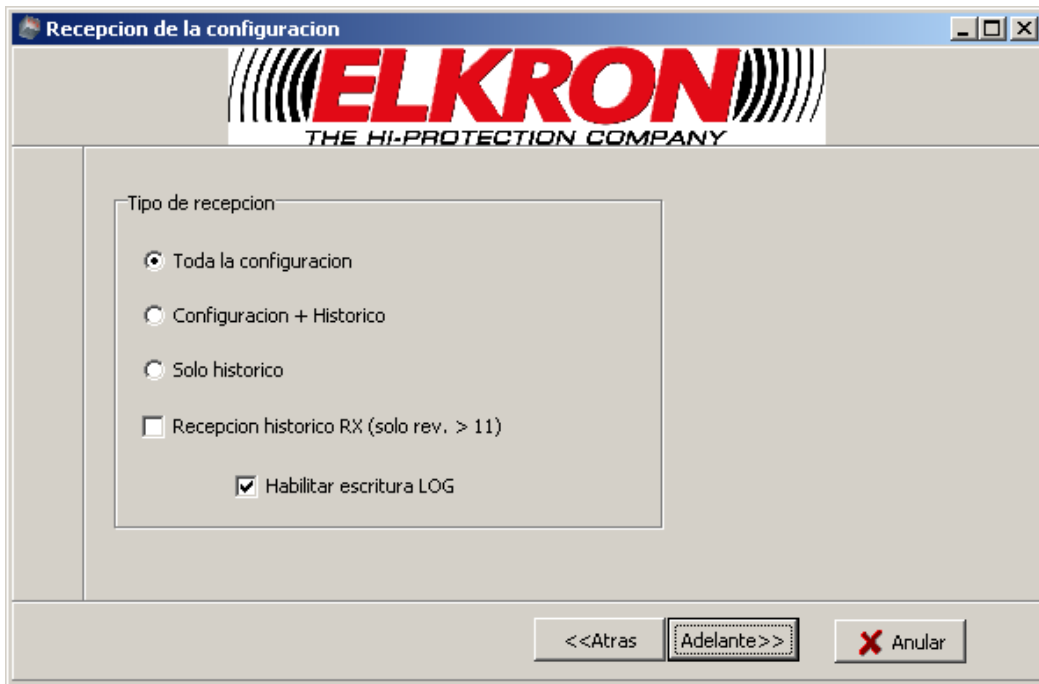 Recepcion de la configuracion
ELKRON
THE HI-PROTECTION COMPANY
Tipo de recepcion
Toda la configuracion
Configuracion + Historico
Solo historico
Recepcion historico RX (solo rev. > 11)
Habilitar escritura LOG
<<Atras Adelante>> Anular